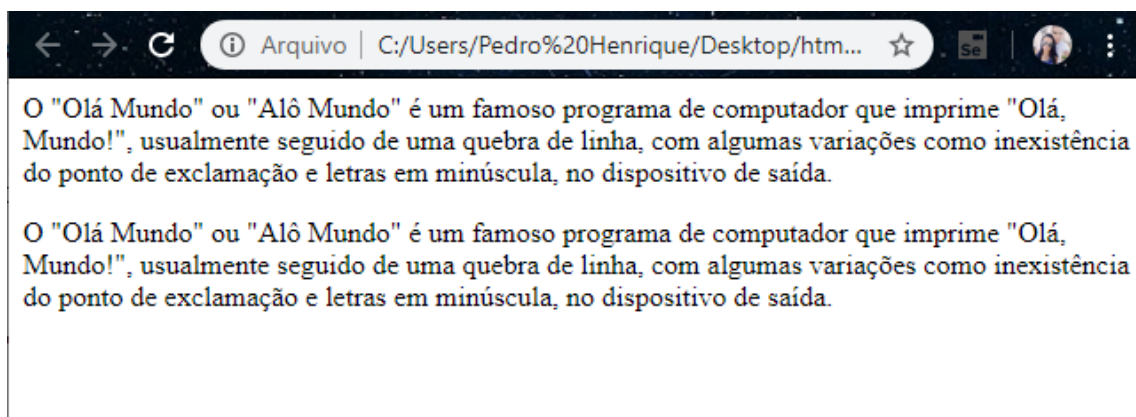 Arquivo | C:/Users/Pedro%20Henrique/Desktop/htm...
Se
O "Olá Mundo" ou "Alô Mundo" é um famoso programa de computador que imprime "Olá,
Mundo!", usualmente seguido de uma quebra de linha, com algumas variações como inexistência
do ponto de exclamação e letras em minúscula, no dispositivo de saída.
O "Olá Mundo" ou "Alô Mundo" é um famoso programa de computador que imprime "Olá,
Mundo!", usualmente seguido de uma quebra de linha, com algumas variações como inexistência
do ponto de exclamação e letras em minúscula, no dispositivo de saída.